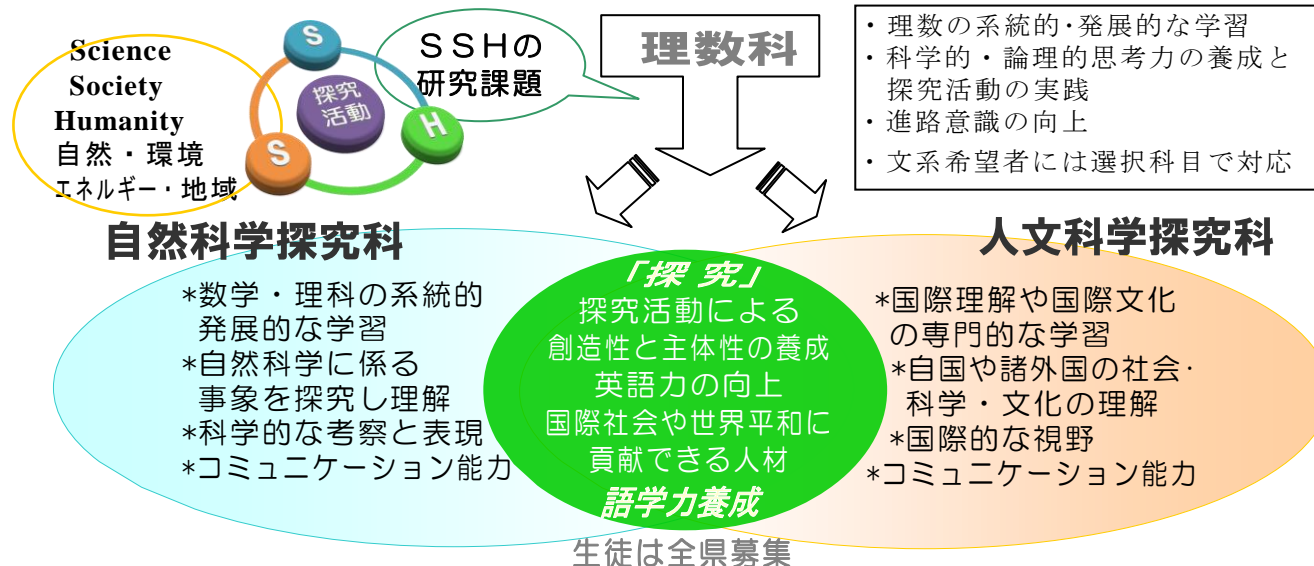 Science
Society
Humanity
自然・環境
エネルギー・地域
S
H
S
探究
活動
SSHの
研究課題
理数科
・理数の系統的・発展的な学習
・科学的・論理的思考力の養成と
探究活動の実践
・進路意識の向上
・文系希望者には選択科目で対応
自然科学探究科
*数学・理科の系統的
発展的な学習
*自然科学に係る
事象を探究し理解
*科学的な考察と表現
*コミュニケーション能力
「探 究」
探究活動による
創造性と主体性の養成
英語力の向上
国際社会や世界平和に
貢献できる人材
語学力養成
人文科学探究科
*国際理解や国際文化
の専門的な学習
*自国や諸外国の社会・
科学・文化の理解
*国際的な視野
*コミュニケーション能力
生徒は全県募集